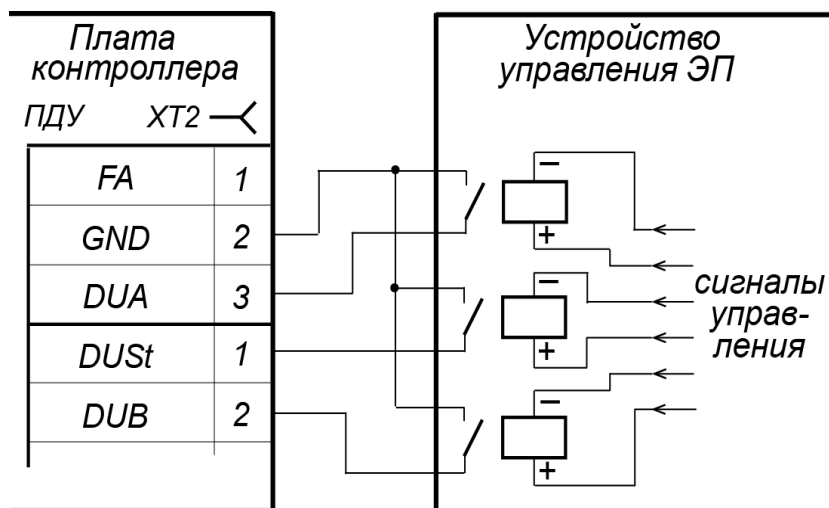 Плата
контроллера
ПДУ XT2
FA 1
GND 2
DUA 3
DUSt 1
DUB 2
Устройство
управления ЭП
−
+
−
+
−
+
сигналы
управ-
ления